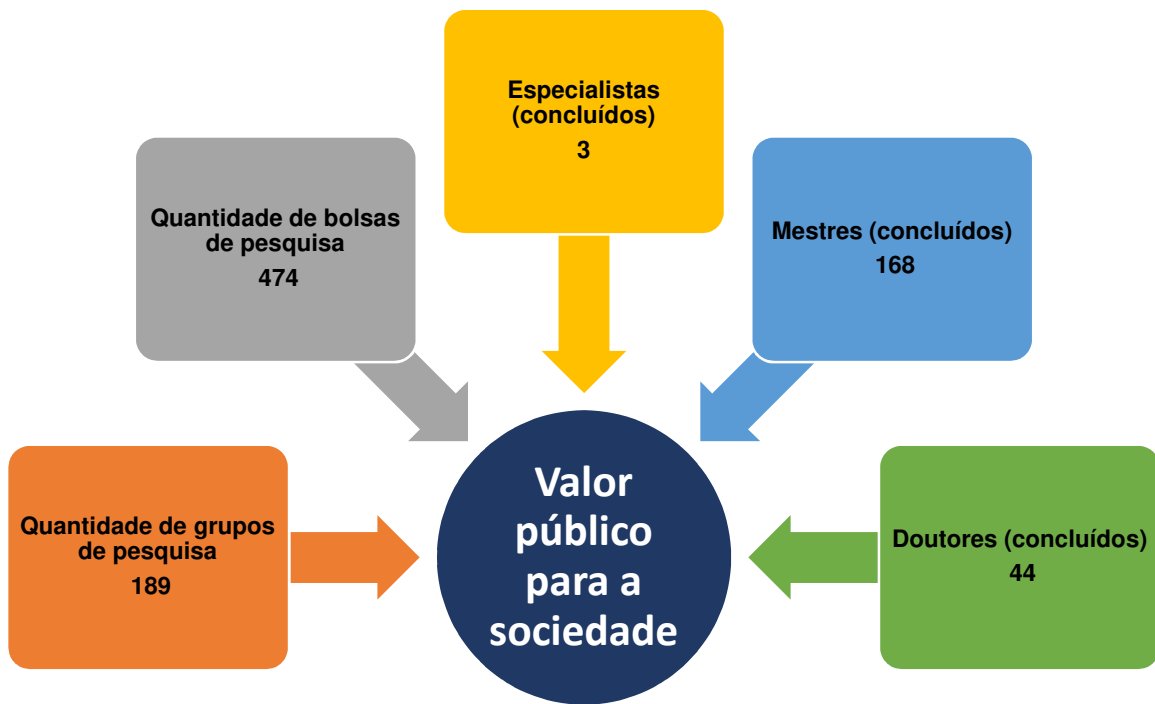 Especialistas
(concluídos)
3
Quantidade de bolsas
de pesquisa
474
Mestres (concluídos)
168
Quantidade de grupos
de pesquisa
189
Valor
público
para a
sociedade
Doutores (concluídos)
44